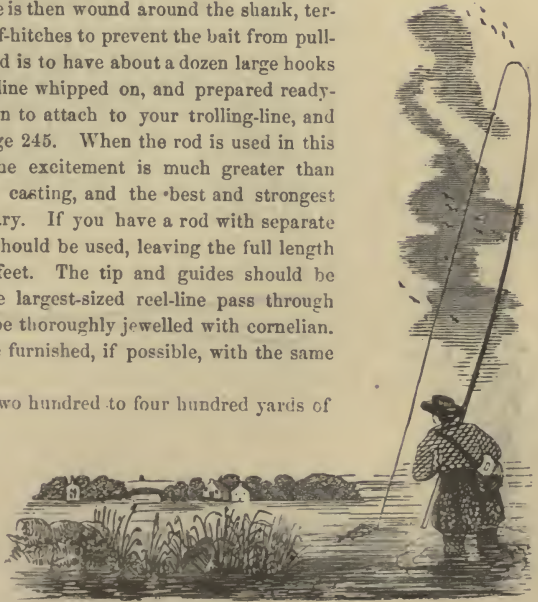 e is then wound around the shank, ter-
f-hitches to prevent the bait from pull-
d is to have about a dozen large hooks
line whipped on, and prepared ready-
n to attach to your trolling-line, and
ge 245. When the rod is used in this
he excitement is much greater than
casting, and the best and strongest
ary. If you have a rod with separate
hould be used, leaving the full length
feet. The tip and guides should be
e largest-sized reel-line pass through
be thoroughly jewelled with cornelian.
e furnished, if possible, with the same
wo hundred to four hundred yards of